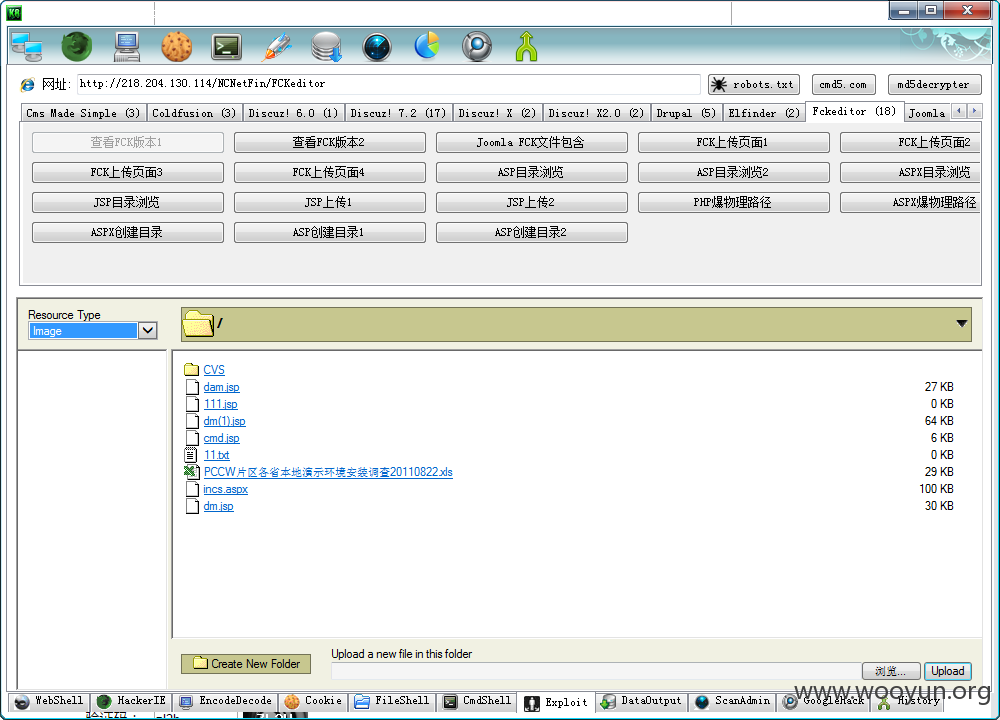 K8
网址: http://218.204.130.114/NCNetFin/FCKeditor robots.txt cmd5.com md5decrypter
Cms Made Simple (3) Coldfusion (3) Discuz! 6.0 (1) Discuz! 7.2 (17) Discuz! X (2) Discuz! X2.0 (2) Drupal (5) Elfinder (2) Fckeditor (18) Joomla
查看FCK版本1 查看FCK版本2 Joomla FCK文件包含 FCK上传页面1 FCK上传页面2
FCK上传页面3 FCK上传页面4 ASP目录浏览 ASP目录浏览2 ASPX目录浏览
JSP目录浏览 JSP上传1 JSP上传2 PHP爆物理路径 ASPX爆物理路径
ASPX创建目录 ASP创建目录1 ASP创建目录2
Resource Type
Image /
CVS
dam.jsp 27 KB
111.jsp 0 KB
dm(1).jsp 64 KB
cmd.jsp 6 KB
11.txt 0 KB
PCCW片区各省本地演示环境安装调查20110822.xls 29 KB
incs.aspx 100 KB
dm.jsp 30 KB
Upload a new file in this folder
Create New Folder 浏览... Upload
www.wooyun.org
WebShell HackerIE EncodeDecode Cookie FileShell CmdShell Exploit DataOutput ScanAdmin GoogleHack History